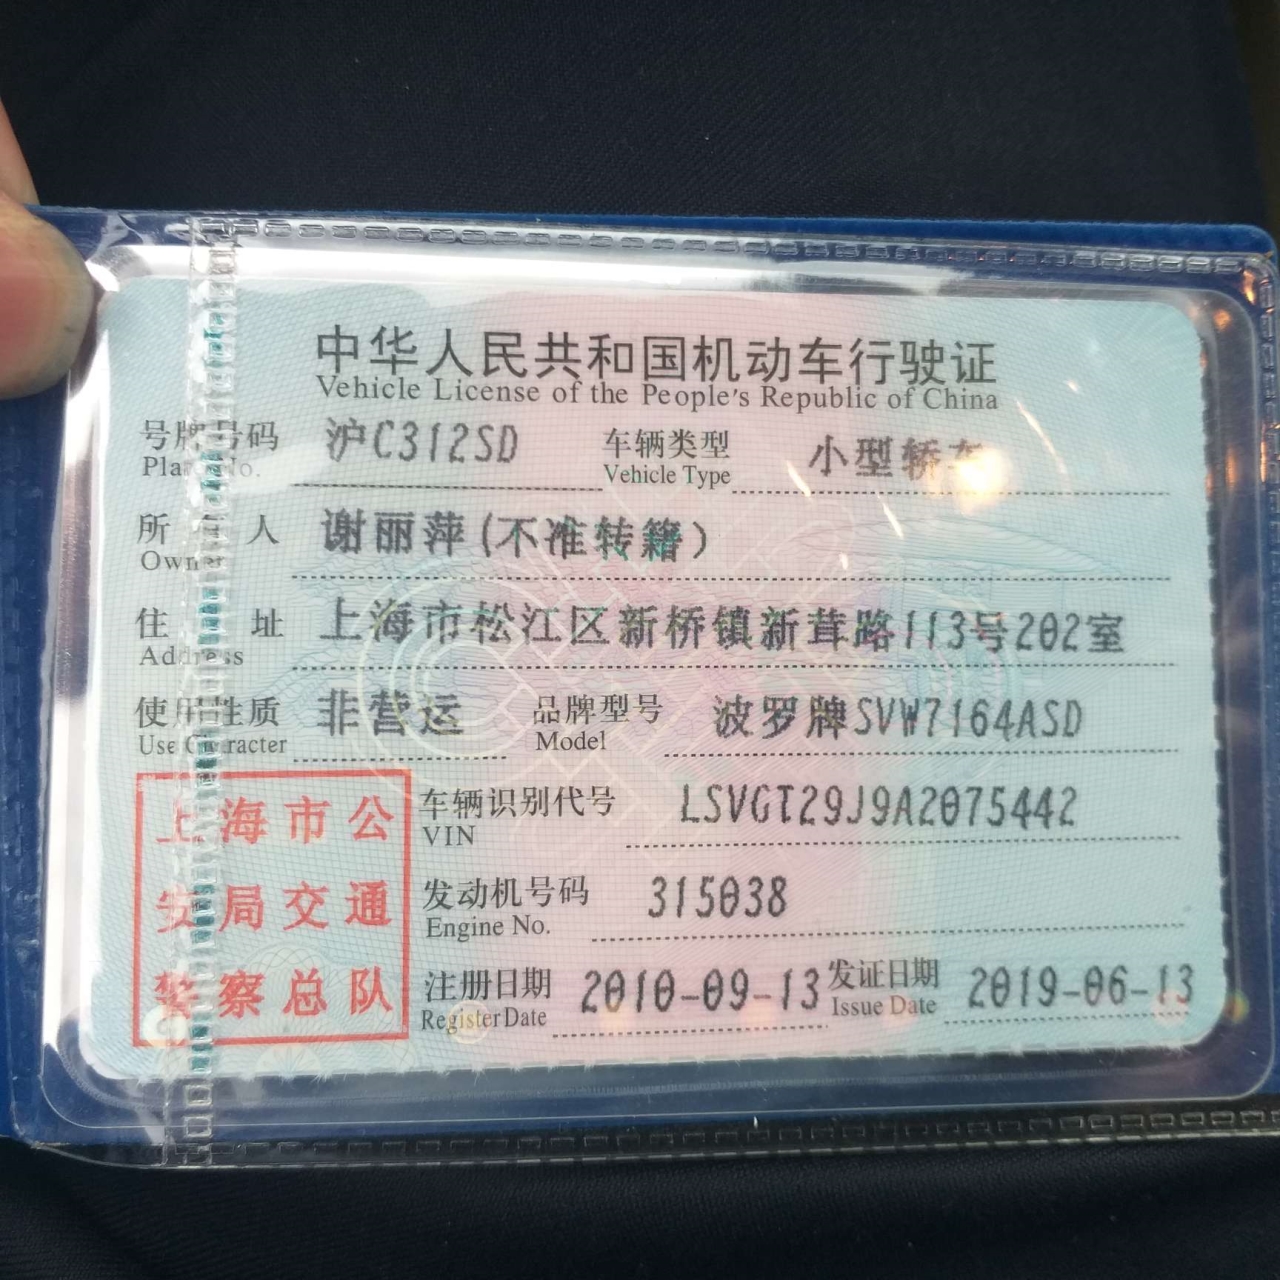 中华人民共和国机动车行驶证
Vehicle License of the People's Republic of China
号牌号码 沪C312SD 车辆类型 小型轿车
Plate No. Vehicle Type
所有人 谢丽萍(不准转籍)
Owner
住址 上海市松江区新桥镇新茸路113号202室
Address
使用性质 非营运 品牌型号 波罗牌SVW7164ASD
Use Character Model
上海市公
安局交通
警察总队
车辆识别代号 LSVGT29J9A2075442
VIN
发动机号码 315038
Engine No.
注册日期 2010-09-13 发证日期 2019-06-13
RegisterDate Issue Date